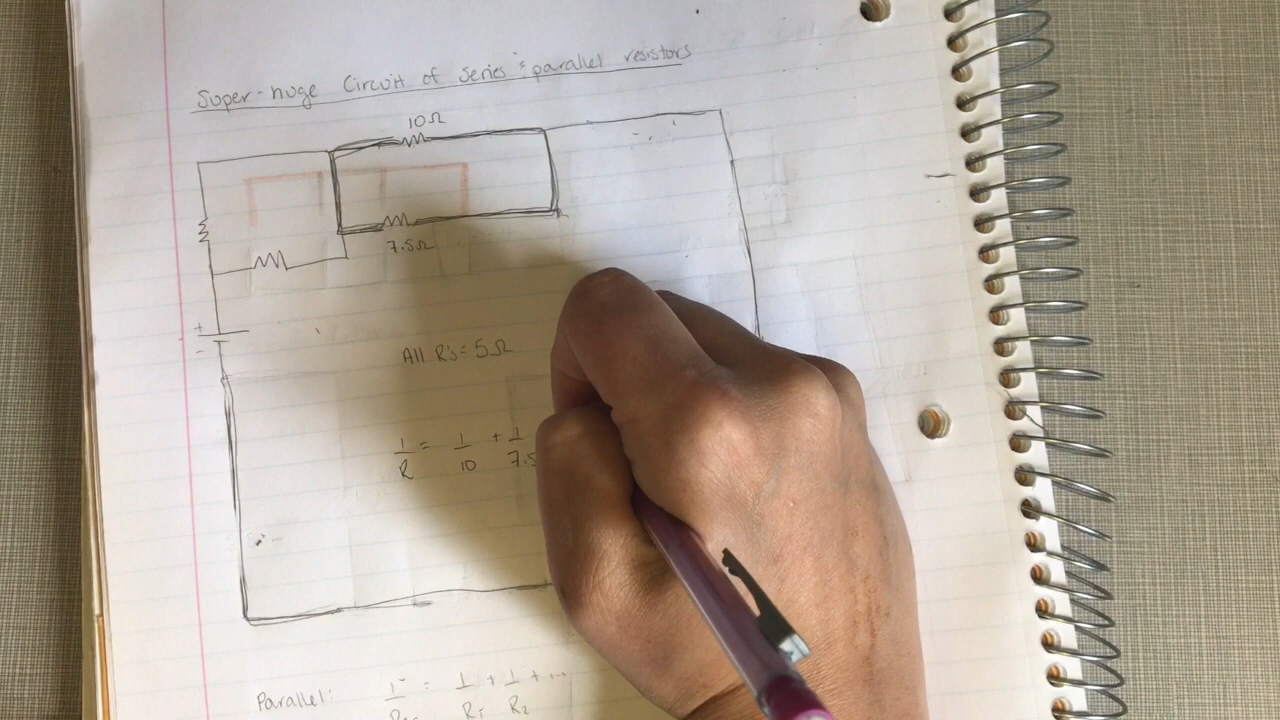 Super-huge Circuit of Series & parallel resistors
10Ω
7.5Ω
+
-
All R's = 5Ω
1/R = 1/10 + 1/7.5
Parallel: 1/R = 1/R1 + 1/R2 + ...